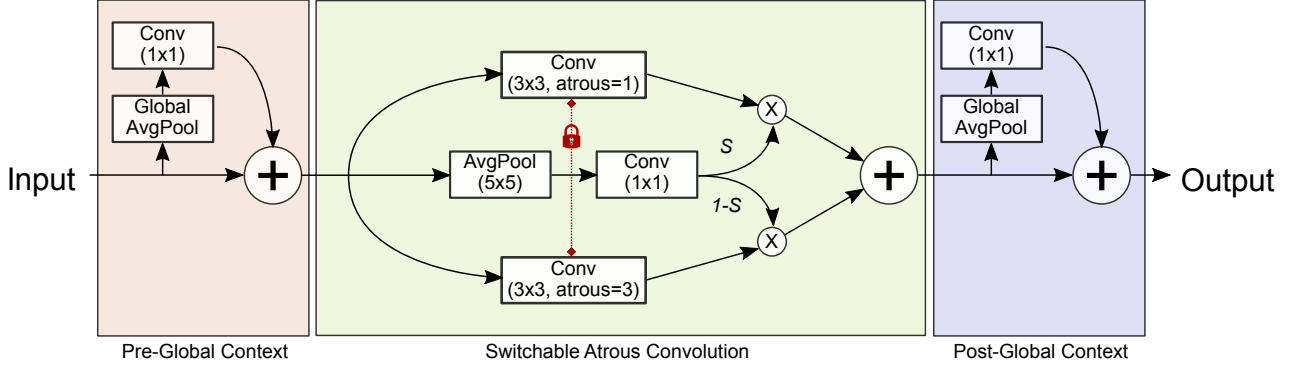 Input
Conv
(1x1)
Global
AvgPool
+
Pre-Global Context
Conv
(3x3, atrous=1)
AvgPool
(5x5)
Conv
(1x1)
S
1-S
X
X
Conv
(3x3, atrous=3)
+
Switchable Atrous Convolution
Conv
(1x1)
Global
AvgPool
+
Post-Global Context
Output